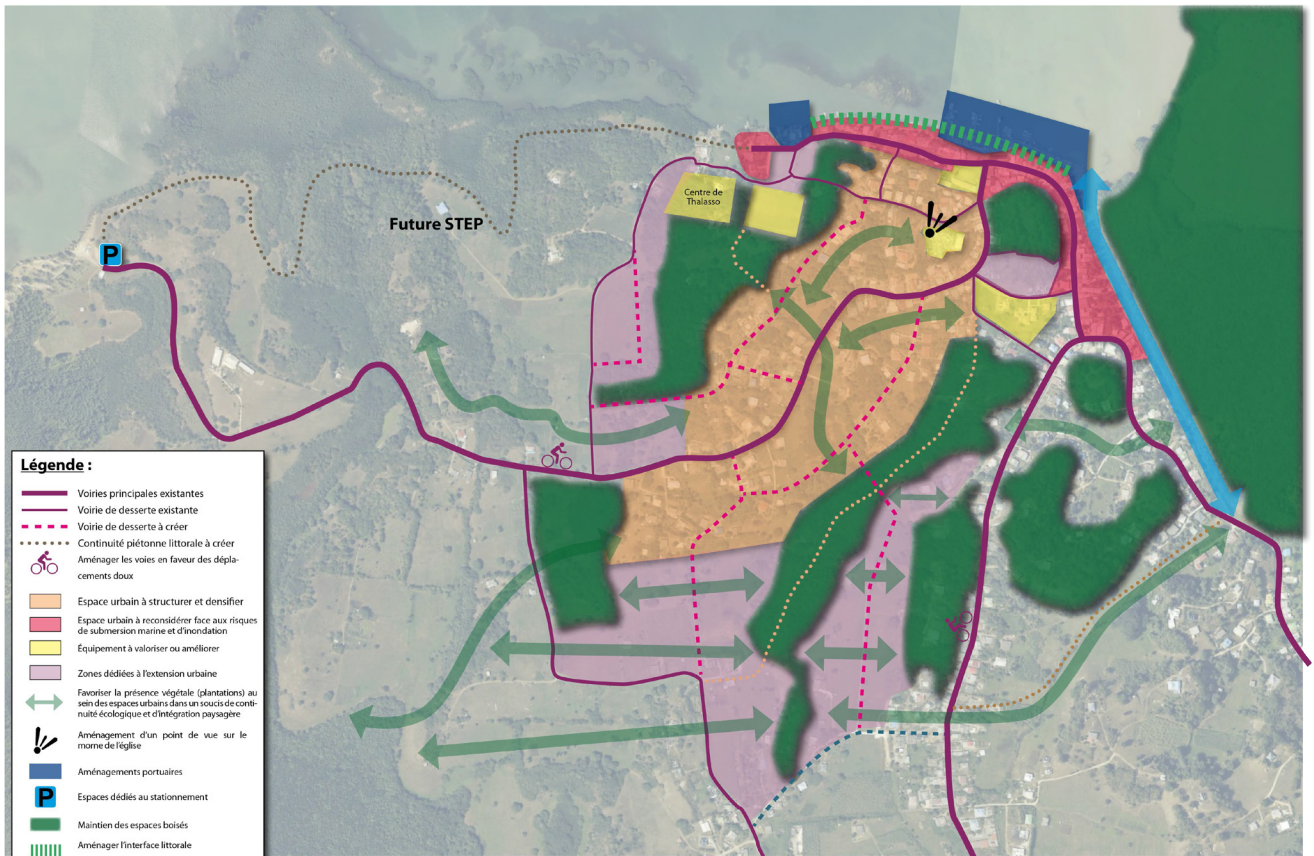 Centre de
Thalasso
Future STEP
P
Légende :
Voiries principales existantes
Voirie de desserte existante
Voirie de desserte à créer
Continuité piétonne littorale à créer
Aménager les voies en faveur des dépla-
cements doux
Espace urbain à structurer et densifier
Espace urbain à reconsidérer face aux risques
de submersion marine et d'inondation
Équipement à valoriser ou améliorer
Zones dédiées à l'extension urbaine
Favoriser la présence végétale (plantations) au
sein des espaces urbains dans un soucis de conti-
nuité écologique et d'intégration paysagère
Aménagement d'un point de vue sur le
morne de l'église
Aménagements portuaires
P
Espaces dédiés au stationnement
Maintien des espaces boisés
Aménager l'interface littorale